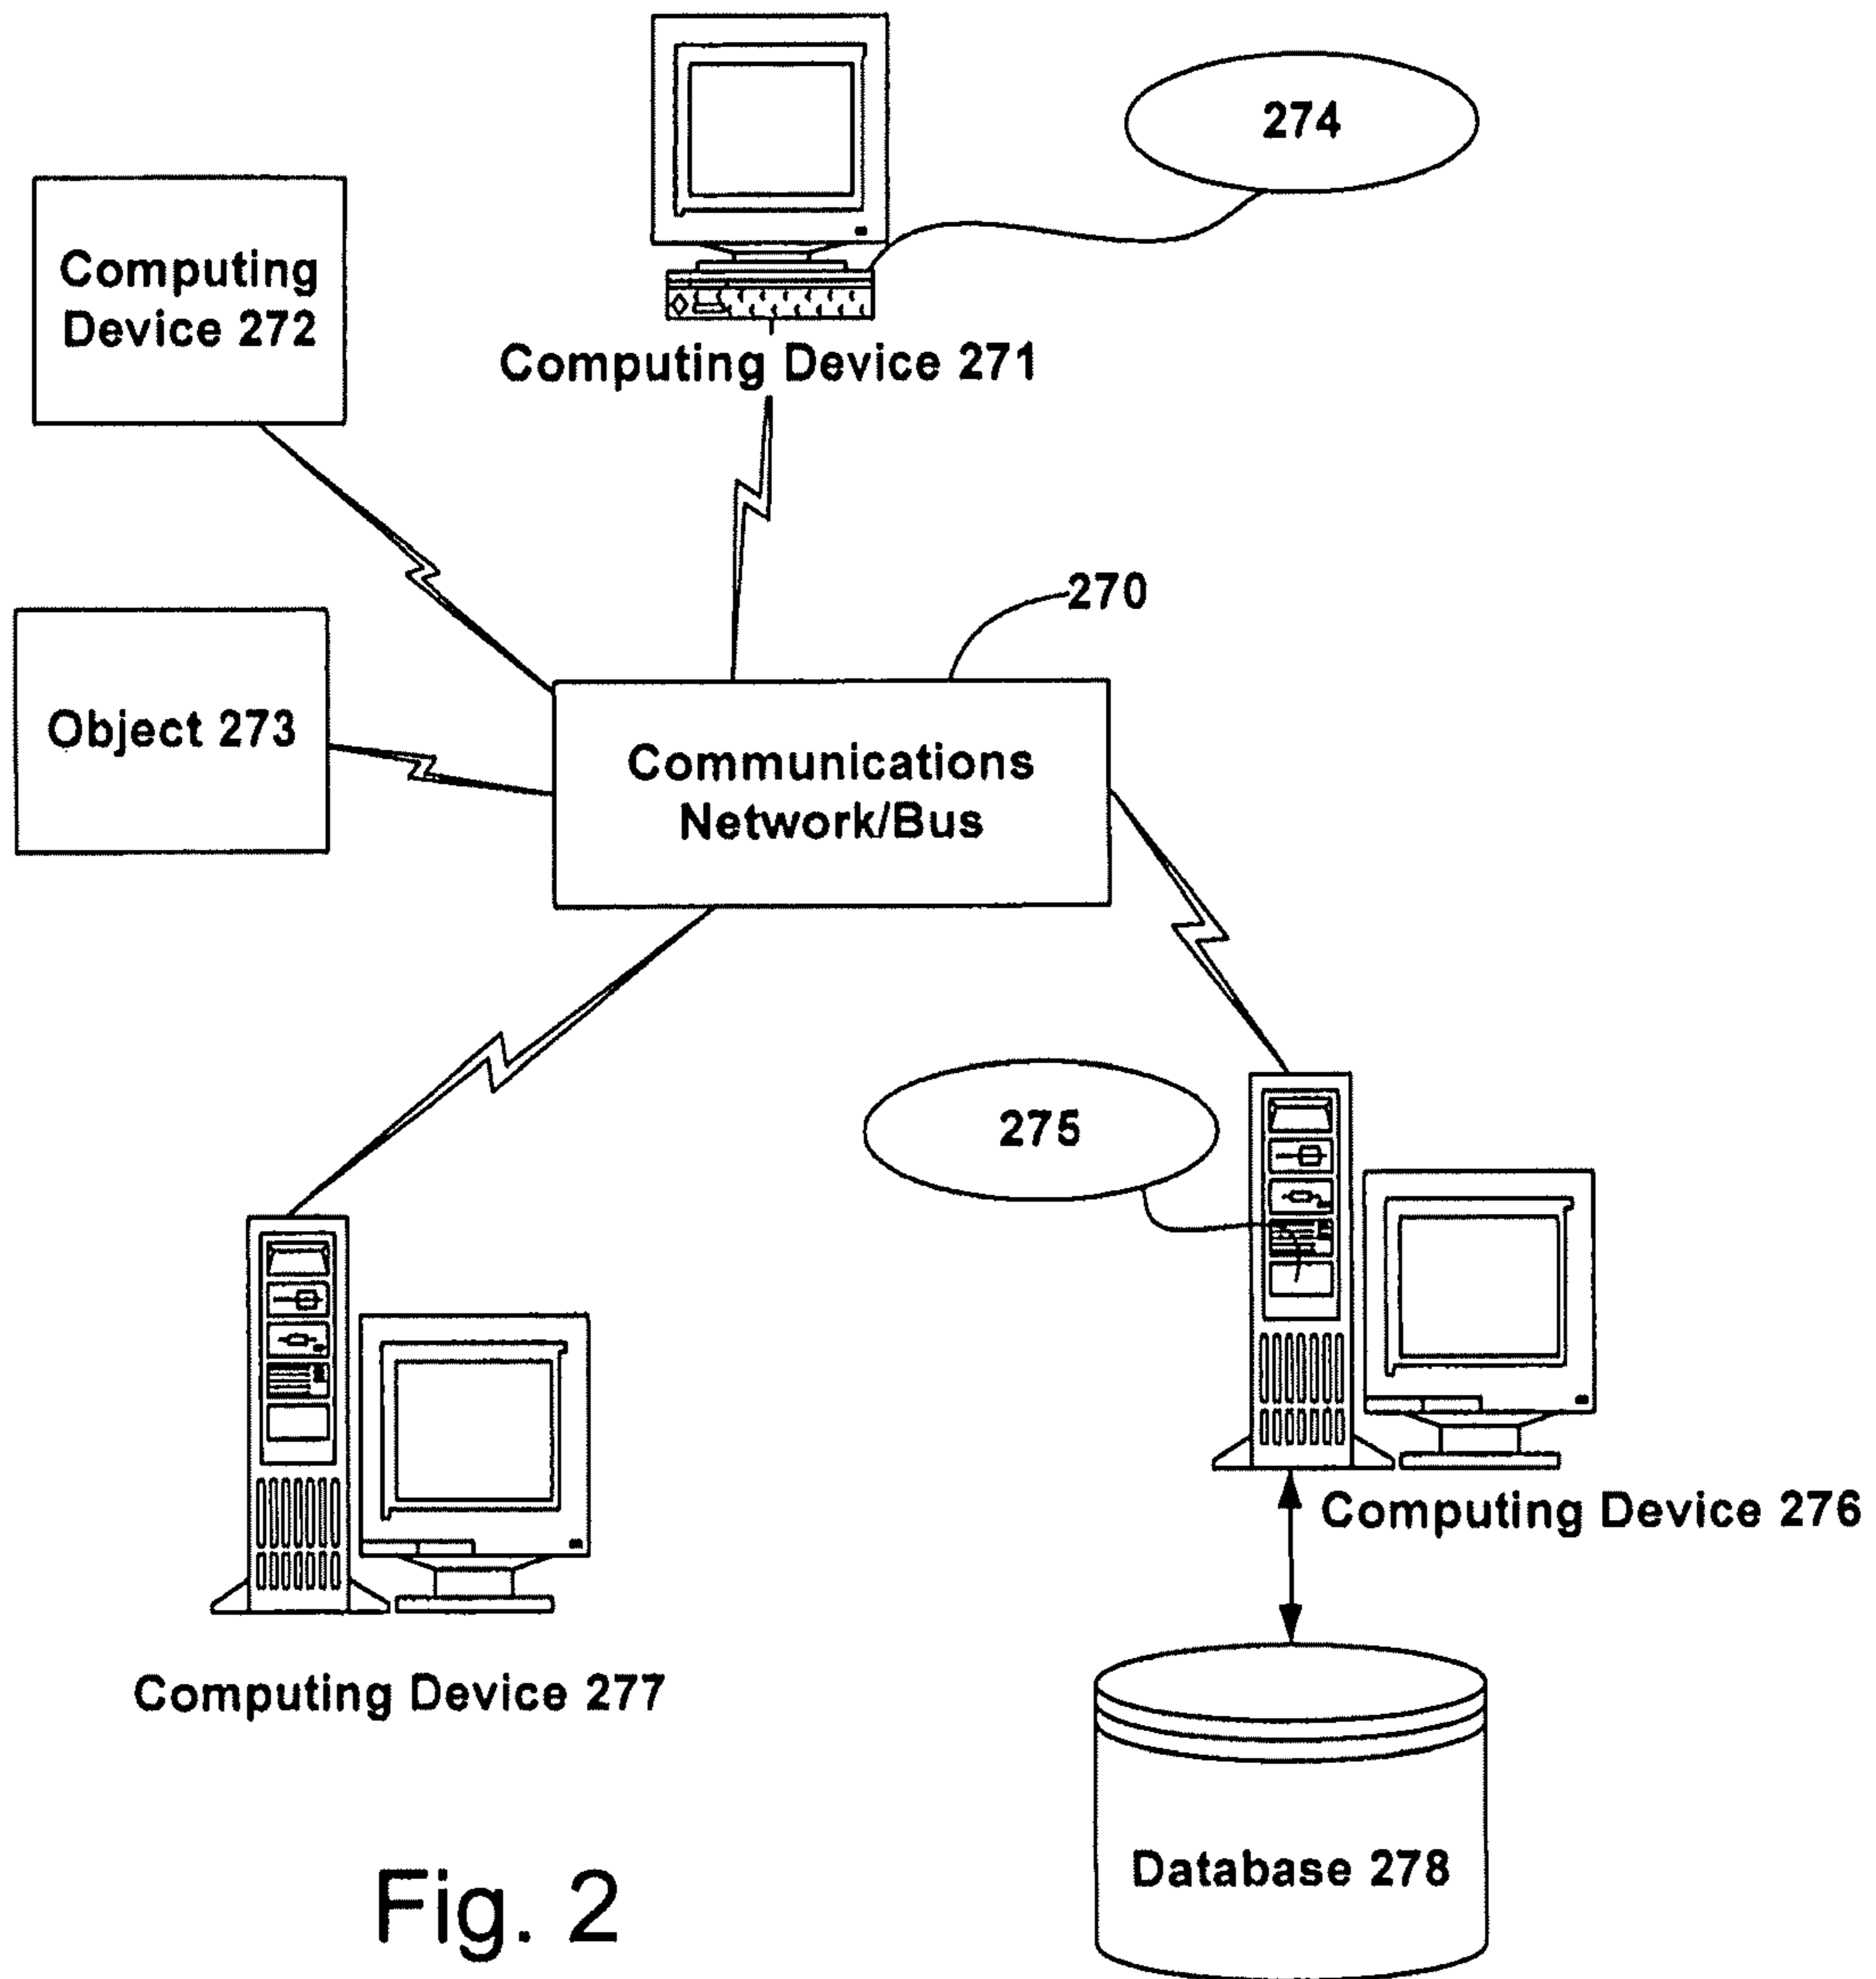 274
Computing
Device 272
Computing Device 271
270
Object 273
Communications
Network/Bus
275
Computing Device 276
Computing Device 277
Database 278
Fig. 2